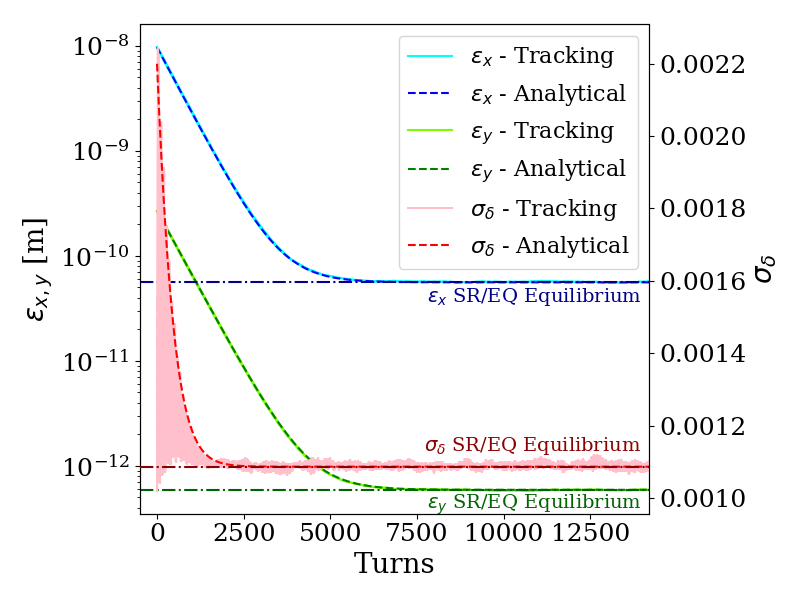 10⁻⁸
10⁻⁹
10⁻¹⁰
10⁻¹¹
10⁻¹²
εx,y [m]
εx - Tracking
εx - Analytical
εy - Tracking
εy - Analytical
σδ - Tracking
σδ - Analytical
εx SR/EQ Equilibrium
σδ SR/EQ Equilibrium
εy SR/EQ Equilibrium
0.0022
0.0020
0.0018
0.0016
0.0014
0.0012
0.0010
σδ
0 2500 5000 7500 10000 12500
Turns